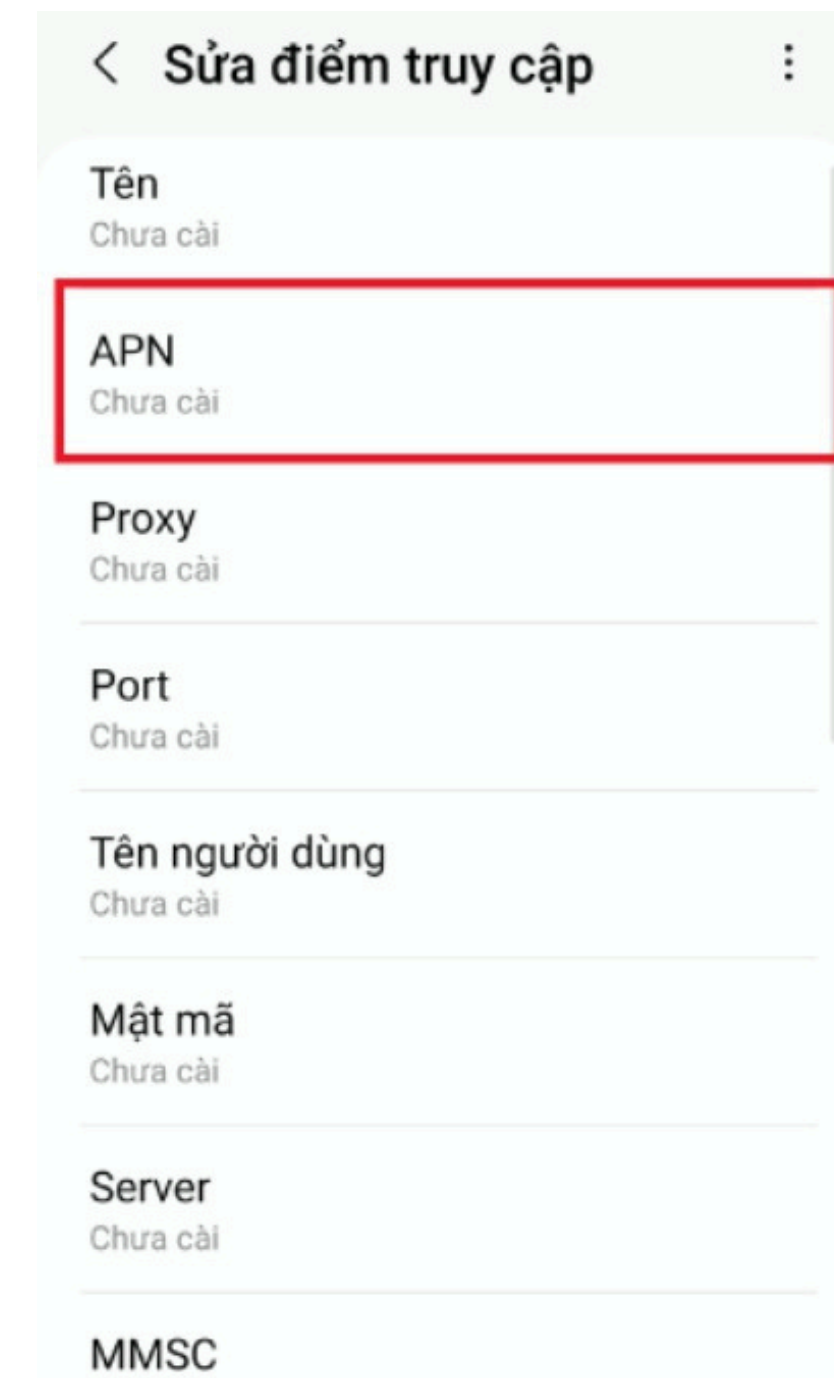 Sửa điểm truy cập
Tên
Chưa cài
APN
Chưa cài
Proxy
Chưa cài
Port
Chưa cài
Tên người dùng
Chưa cài
Mật mã
Chưa cài
Server
Chưa cài
MMSC